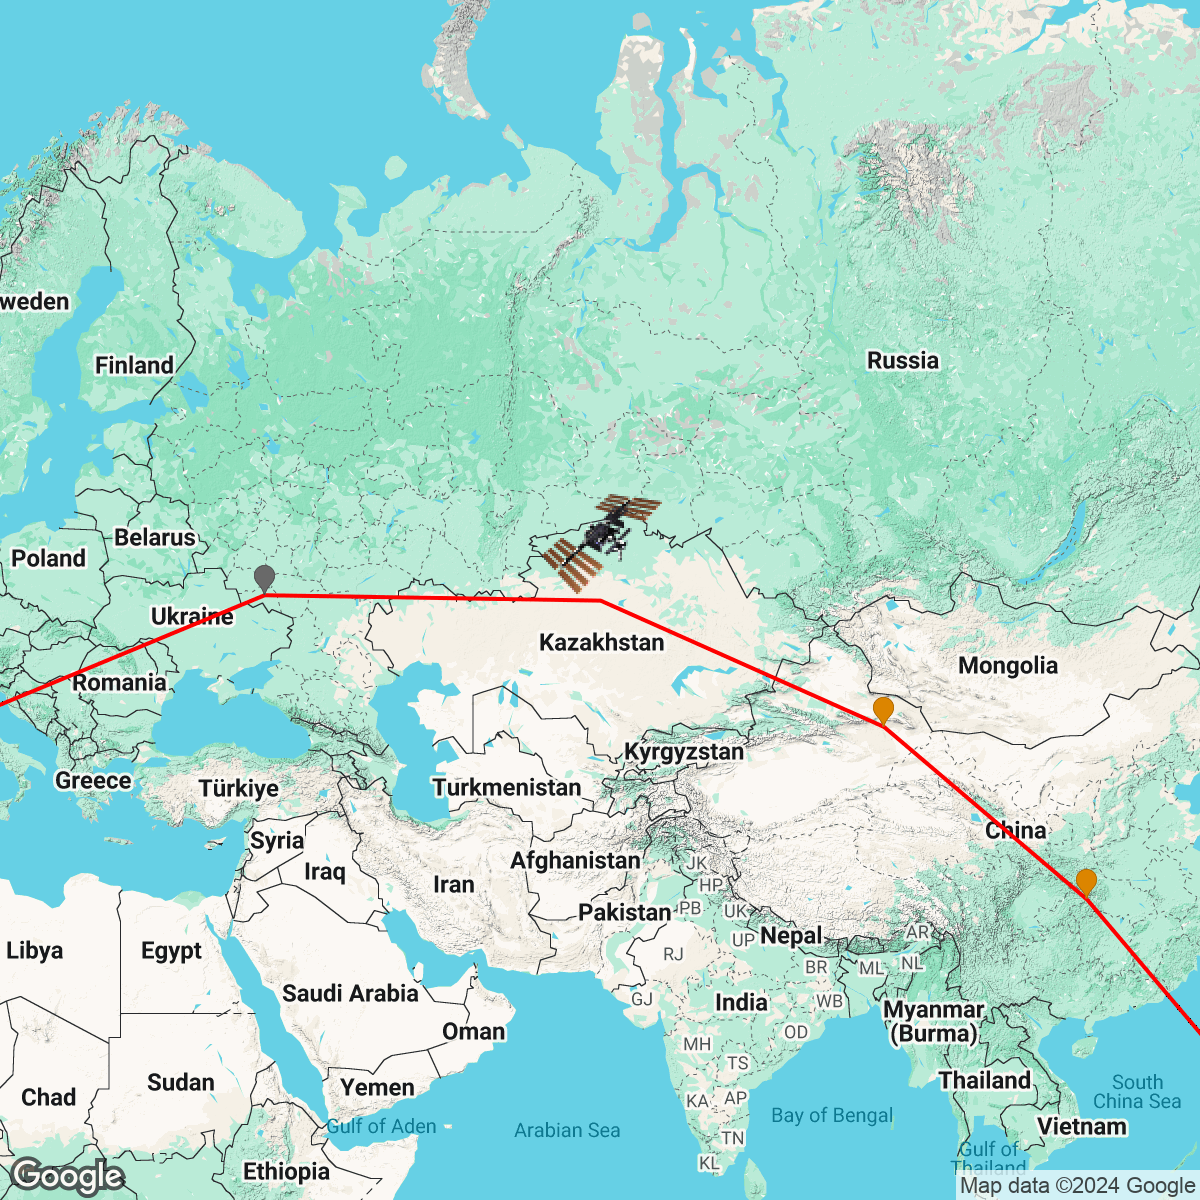 weden
Finland
Russia
Belarus
Poland
Ukraine
Kazakhstan
Mongolia
Romania
Kyrgyzstan
Greece
Türkiye
Turkmenistan
China
Syria
Iraq
Iran
Afghanistan
JK
HP
Pakistan
PB
UK
Nepal
AR
Libya
Egypt
RJ
UP
BR
ML
NL
Saudi Arabia
GJ
India
WB
Myanmar
(Burma)
Oman
MH
OD
TS
Chad
Sudan
Yemen
KA
AP
Thailand
South
China Sea
Gulf of Aden
Arabian Sea
Bay of Bengal
Vietnam
TN
KL
Gulf of
Thailand
Ethiopia
Google
Map data ©2024 Google